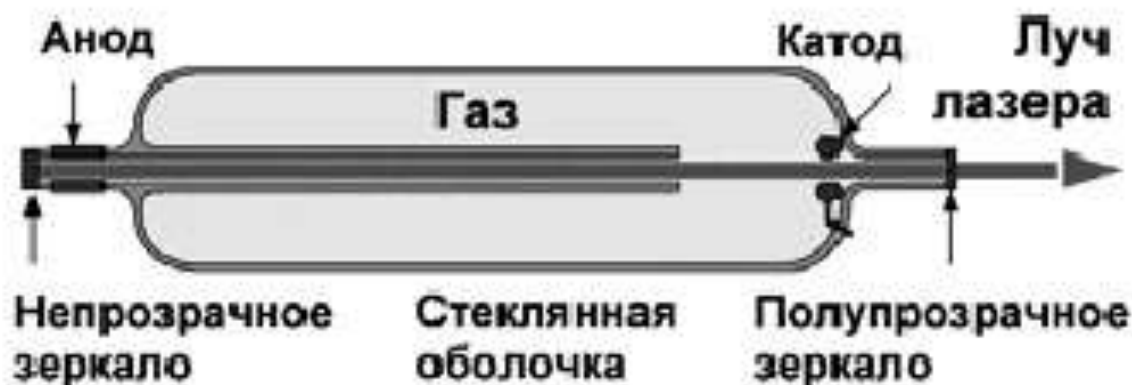 Анод
Катод
Луч
лазера
Газ
Непрозрачное
зеркало
Стеклянная
оболочка
Полупрозрачное
зеркало